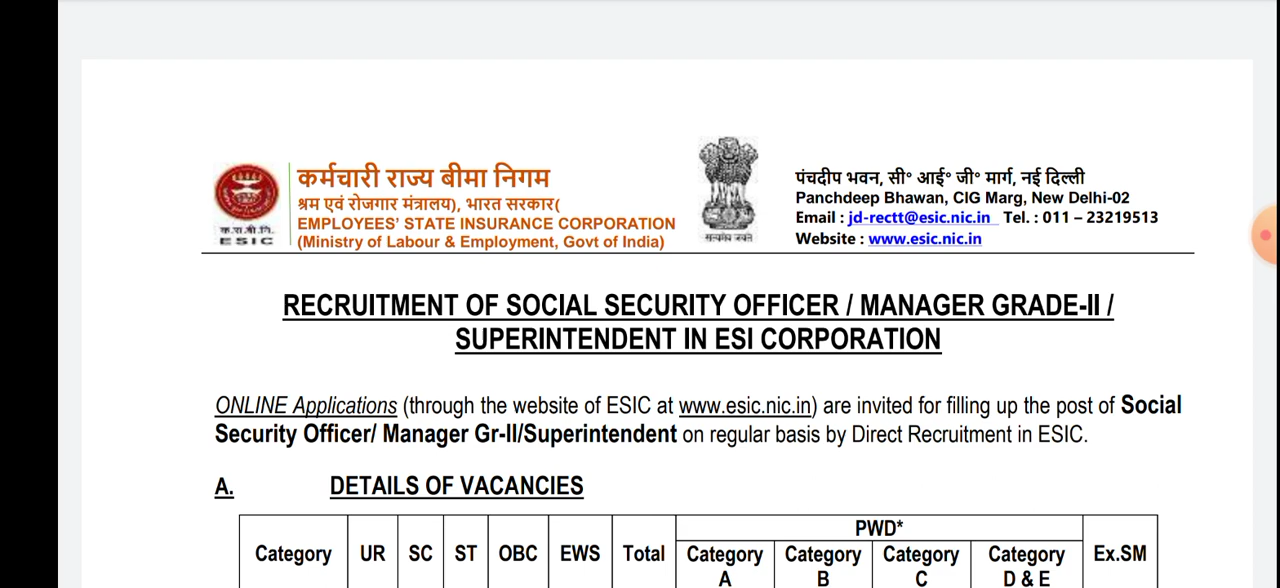 कर्मचारी राज्य बीमा निगम
श्रम एवं रोजगार मंत्रालय), भारत सरकार(
EMPLOYEES' STATE INSURANCE CORPORATION
(Ministry of Labour & Employment, Govt of India)
क.रा.बी.नि.
ESIC
सत्यमेव जयते
पंचदीप भवन, सी° आई° जी° मार्ग, नई दिल्ली
Panchdeep Bhawan, CIG Marg, New Delhi-02
Email : jd-rectt@esic.nic.in Tel. : 011 – 23219513
Website : www.esic.nic.in
RECRUITMENT OF SOCIAL SECURITY OFFICER / MANAGER GRADE-II /
SUPERINTENDENT IN ESI CORPORATION
ONLINE Applications (through the website of ESIC at www.esic.nic.in) are invited for filling up the post of Social
Security Officer/ Manager Gr-II/Superintendent on regular basis by Direct Recruitment in ESIC.
A. DETAILS OF VACANCIES
PWD*
Category UR SC ST OBC EWS Total Category Category Category Category Ex.SM
A B C D & E